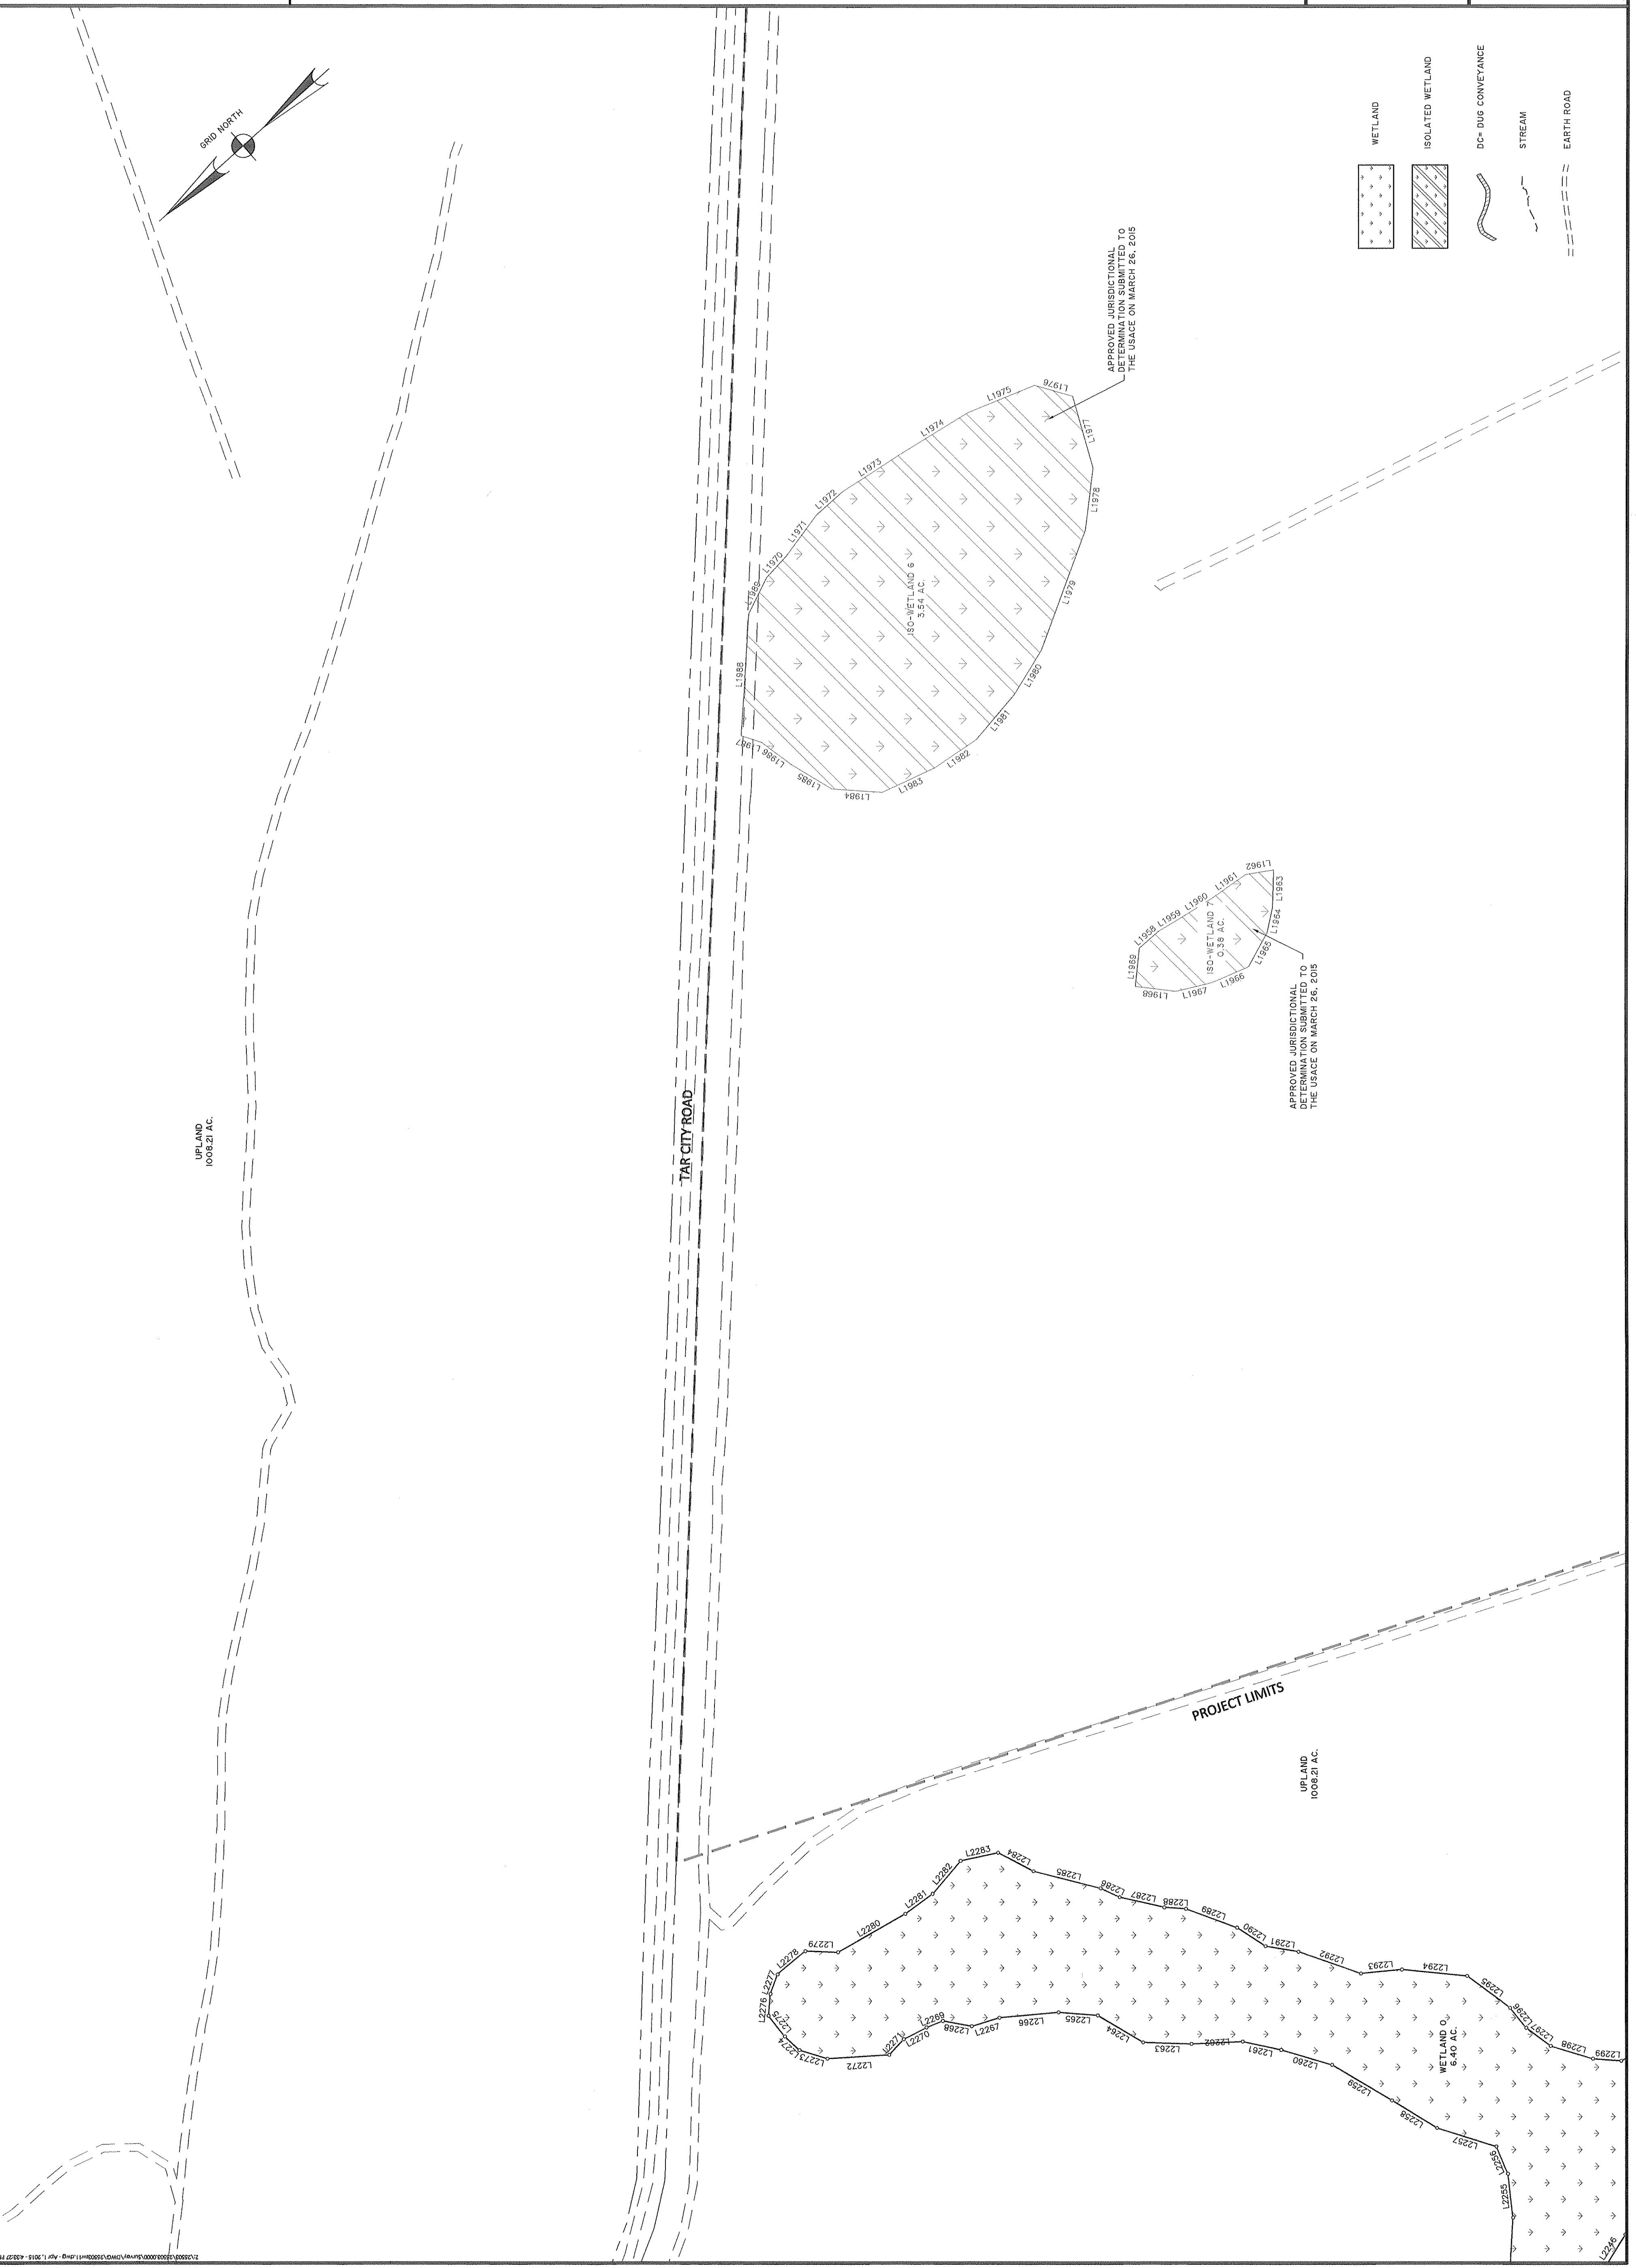 GRID NORTH
WETLAND
ISOLATED WETLAND
DC= DUG CONVEYANCE
STREAM
EARTH ROAD
APPROVED JURISDICTIONAL
DETERMINATION SUBMITTED TO
THE USACE ON MARCH 26, 2015
L1976
L1975
L1974
L1973
L1972
L1971
L1970
L1989
L1988
L1987
L1986
L1985
L1984
L1983
L1982
L1981
L1980
L1979
L1978
L1977
ISO-WETLAND 6
3.54 AC.
L1962
L1961
L1960
L1959
L1958
L1969
L1968
L1967
L1966
L1965
L1964
L1963
ISO-WETLAND 7
0.38 AC.
APPROVED JURISDICTIONAL
DETERMINATION SUBMITTED TO
THE USACE ON MARCH 26, 2015
UPLAND
1008.21 AC.
TAR CITY ROAD
PROJECT LIMITS
UPLAND
1008.21 AC.
L2283
L2284
L2282
L2281
L2280
L2279
L2278
L2277
L2276
L2275
L2274
L2273
L2272
L2271
L2270
L2269
L2268
L2267
L2266
L2265
L2264
L2263
L2262
L2261
L2260
L2259
L2258
L2257
L2256
L2255
L2285
L2286
L2287
L2288
L2289
L2290
L2291
L2292
L2293
L2294
L2295
L2296
L2297
L2298
L2299
WETLAND O
6.40 AC.
L2246